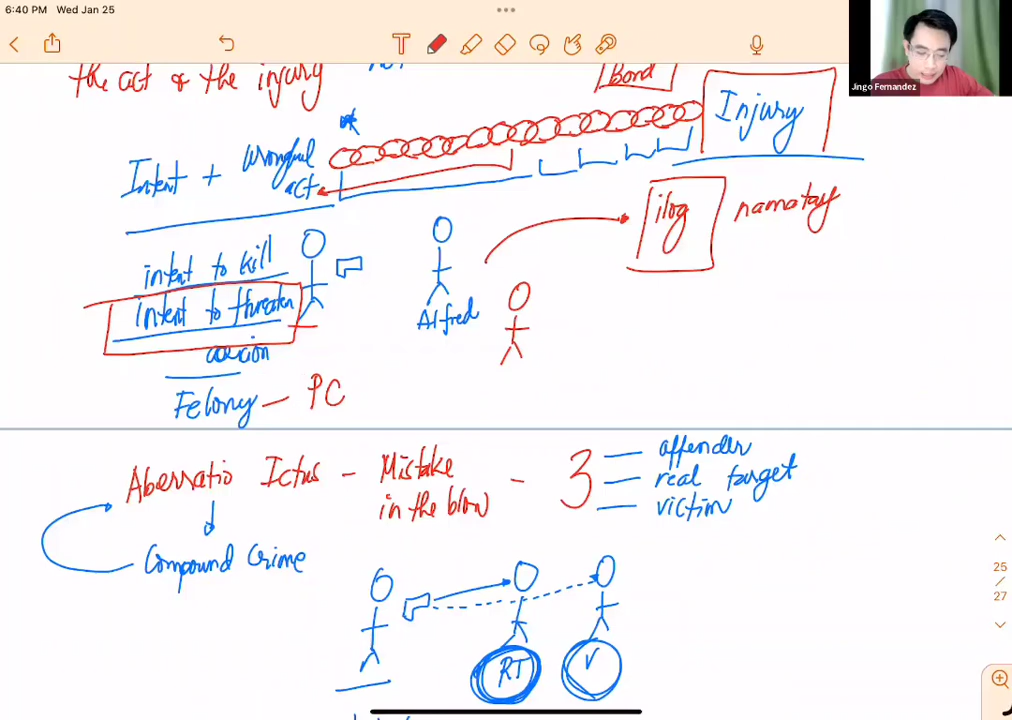 6:40 PM Wed Jan 25
Jingo Fernandez
the act & the injury
Bond
Intent + Wrongful act
Injury
ilog
namatay
intent to kill
Intent to threaten
Alfred
Felony - PC
Aberratio Ictus - Mistake in the blow - 3
offender
real target
victim
Compound Crime
RT
V
25
/
27